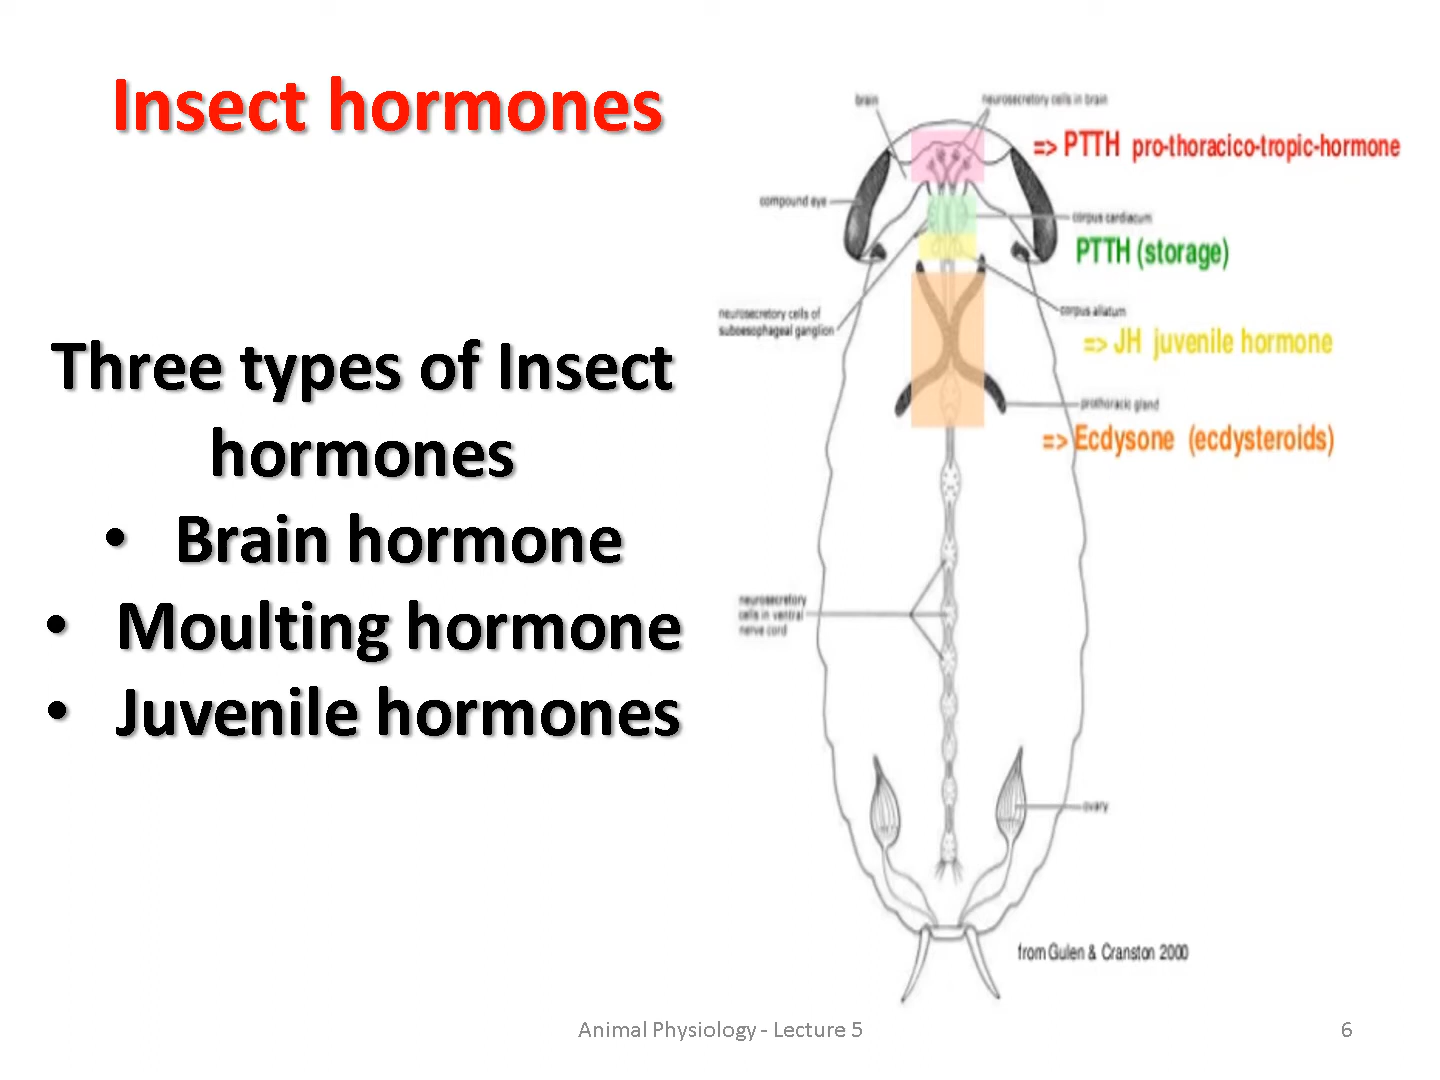 Insect hormones
Three types of Insect
hormones
• Brain hormone
• Moulting hormone
• Juvenile hormones
brain
neurosecretory cells in brain
=> PTTH pro-thoracico-tropic-hormone
compound eye
corpus cardiacum
PTTH (storage)
neurosecretory cells of
suboesophageal ganglion
corpus allatum
=> JH juvenile hormone
prothoracic gland
=> Ecdysone (ecdysteroids)
neurosecretory
cells in ventral
nerve cord
ovary
from Gulen & Cranston 2000
Animal Physiology - Lecture 5
6